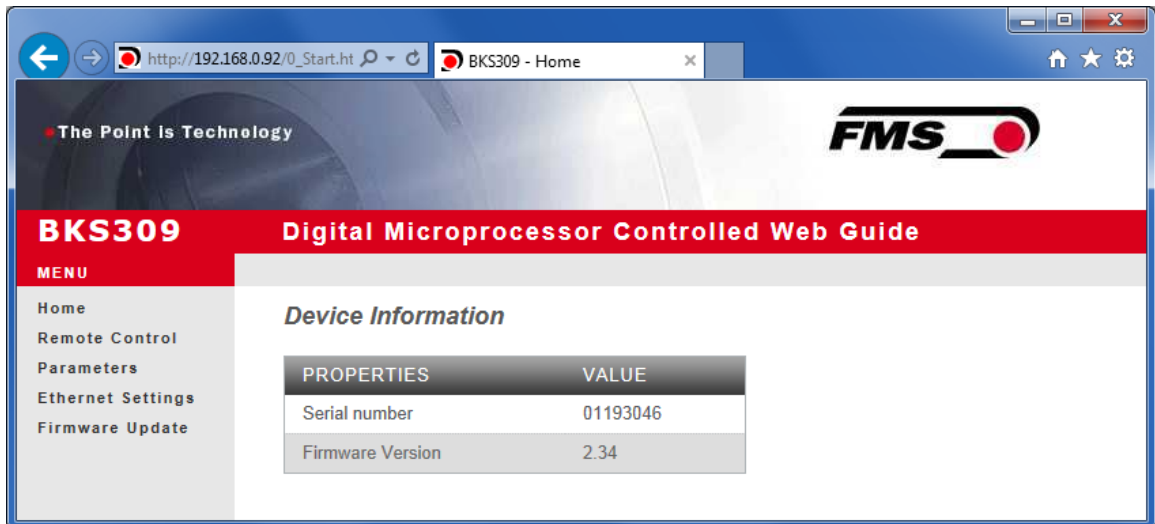 http://192.168.0.92/0_Start.ht
BKS309 - Home
The Point is Technology
FMS
BKS309
Digital Microprocessor Controlled Web Guide
MENU
Home
Remote Control
Parameters
Ethernet Settings
Firmware Update
Device Information
PROPERTIES VALUE
Serial number 01193046
Firmware Version 2.34